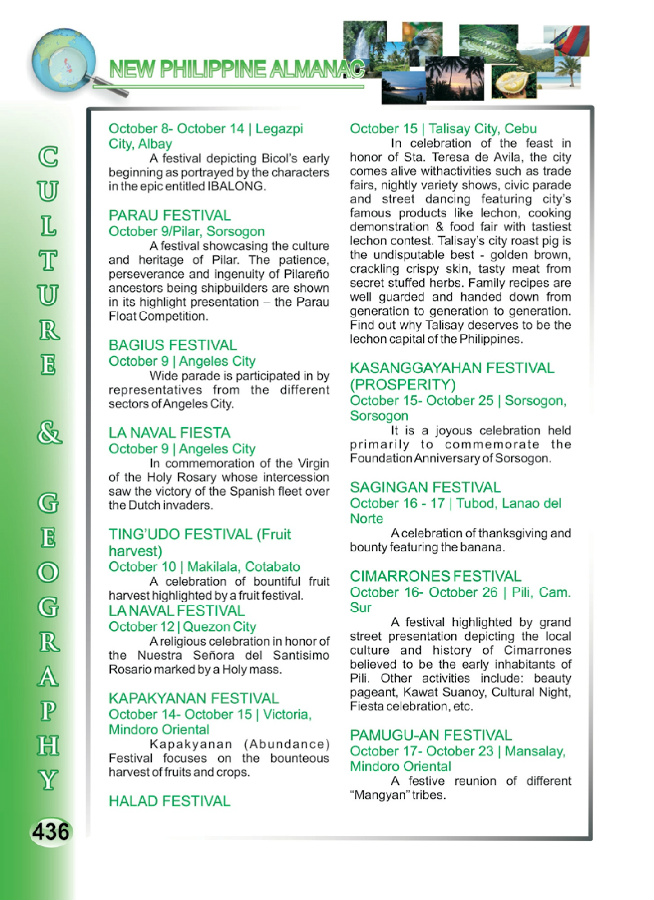 NEW PHILIPPINE ALMANAC
CULTURE & GEOGRAPHY
October 8- October 14 | Legazpi
City, Albay
A festival depicting Bicol's early
beginning as portrayed by the characters
in the epic entitled IBALONG.
PARAU FESTIVAL
October 9/Pilar, Sorsogon
A festival showcasing the culture
and heritage of Pilar. The patience,
perseverance and ingenuity of Pilareño
ancestors being shipbuilders are shown
in its highlight presentation – the Parau
Float Competition.
BAGIUS FESTIVAL
October 9 | Angeles City
Wide parade is participated in by
representatives from the different
sectors of Angeles City.
LA NAVAL FIESTA
October 9 | Angeles City
In commemoration of the Virgin
of the Holy Rosary whose intercession
saw the victory of the Spanish fleet over
the Dutch invaders.
TING'UDO FESTIVAL (Fruit
harvest)
October 10 | Makilala, Cotabato
A celebration of bountiful fruit
harvest highlighted by a fruit festival.
LA NAVAL FESTIVAL
October 12 | Quezon City
A religious celebration in honor of
the Nuestra Señora del Santisimo
Rosario marked by a Holy mass.
KAPAKYANAN FESTIVAL
October 14- October 15 | Victoria,
Mindoro Oriental
Kapakyanan (Abundance)
Festival focuses on the bounteous
harvest of fruits and crops.
HALAD FESTIVAL
October 15 | Talisay City, Cebu
In celebration of the feast in
honor of Sta. Teresa de Avila, the city
comes alive withactivities such as trade
fairs, nightly variety shows, civic parade
and street dancing featuring city's
famous products like lechon, cooking
demonstration & food fair with tastiest
lechon contest. Talisay's city roast pig is
the undisputable best - golden brown,
crackling crispy skin, tasty meat from
secret stuffed herbs. Family recipes are
well guarded and handed down from
generation to generation to generation.
Find out why Talisay deserves to be the
lechon capital of the Philippines.
KASANGGAYAHAN FESTIVAL
(PROSPERITY)
October 15- October 25 | Sorsogon,
Sorsogon
It is a joyous celebration held
primarily to commemorate the
Foundation Anniversary of Sorsogon.
SAGINGAN FESTIVAL
October 16 - 17 | Tubod, Lanao del
Norte
A celebration of thanksgiving and
bounty featuring the banana.
CIMARRONES FESTIVAL
October 16- October 26 | Pili, Cam.
Sur
A festival highlighted by grand
street presentation depicting the local
culture and history of Cimarrones
believed to be the early inhabitants of
Pili. Other activities include: beauty
pageant, Kawat Suanoy, Cultural Night,
Fiesta celebration, etc.
PAMUGU-AN FESTIVAL
October 17- October 23 | Mansalay,
Mindoro Oriental
A festive reunion of different
“Mangyan” tribes.
436